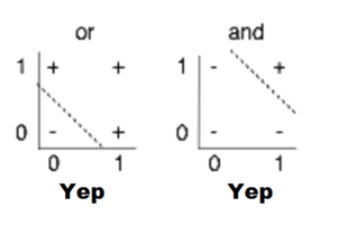 or and
1 + + 1 - +
0 - + 0 - -
0 1 0 1
Yep Yep